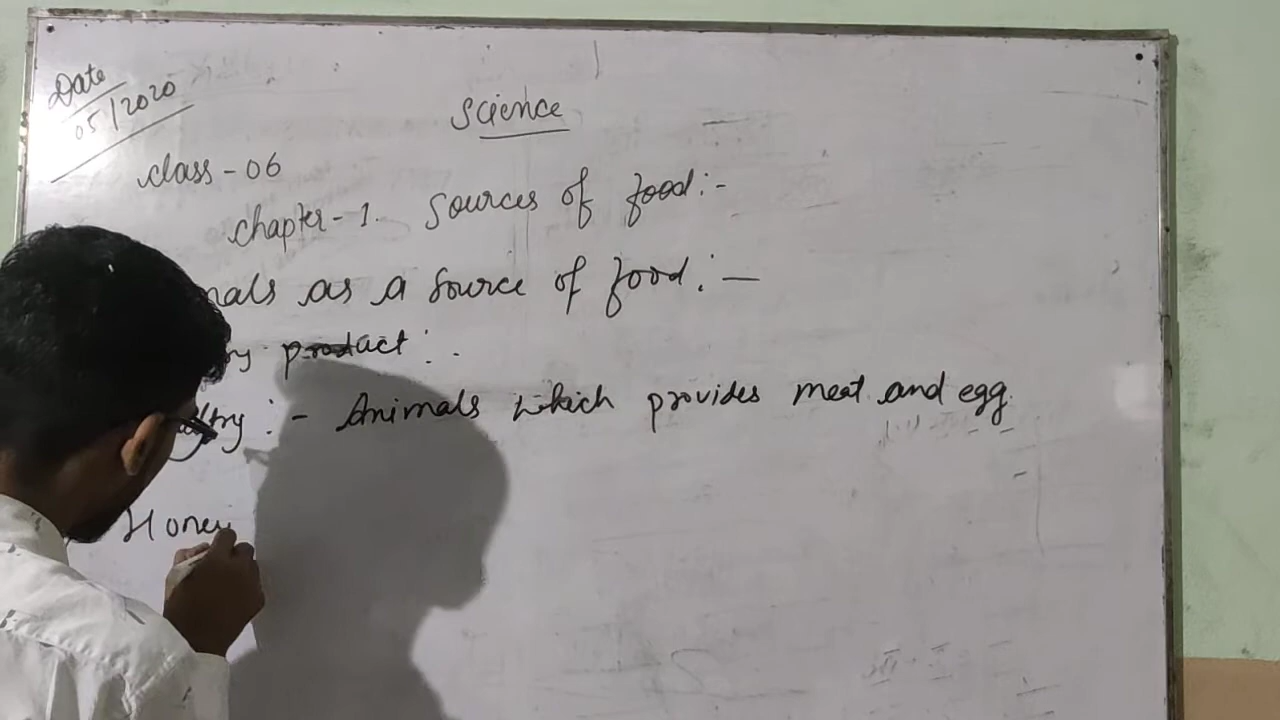 Date
05/2020
Science
Class - 06
Chapter - 1. Sources of food :-
nals as a source of food :-
ry product :-
ltry :- Animals which provides meat and egg.
Honey